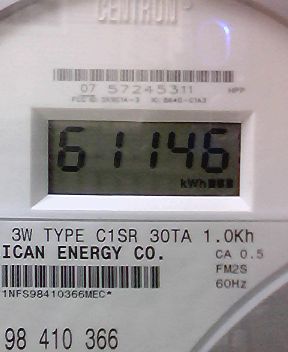 CENTRON
07 57245311 HPP
61146
kWh
3W TYPE C1SR 30TA 1.0Kh
ICAN ENERGY CO. CA 0.5
FM2S
60Hz
1NFS98410366MEC*
98 410 366